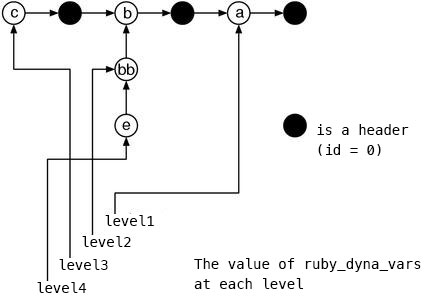 c
b
a
bb
e
is a header
(id = 0)
level1
level2
level3
level4
The value of ruby_dyna_vars
at each level